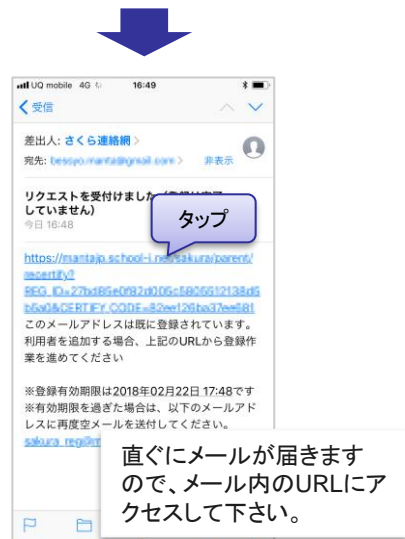 UQ mobile 4G 16:49
受信
差出人: さくら連絡網
宛先: 非表示
リクエストを受付けました
していません)
今日 16:48
タップ
https://mantajp.school-i.net/sakura/parent/
recertify?
このメールアドレスは既に登録されています。
利用者を追加する場合、上記のURLから登録作
業を進めてください
※登録有効期限は2018年02月22日 17:48です
※有効期限を過ぎた場合は、以下のメールアド
レスに再度空メールを送付してください。
直ぐにメールが届きます
ので、メール内のURLにア
クセスして下さい。